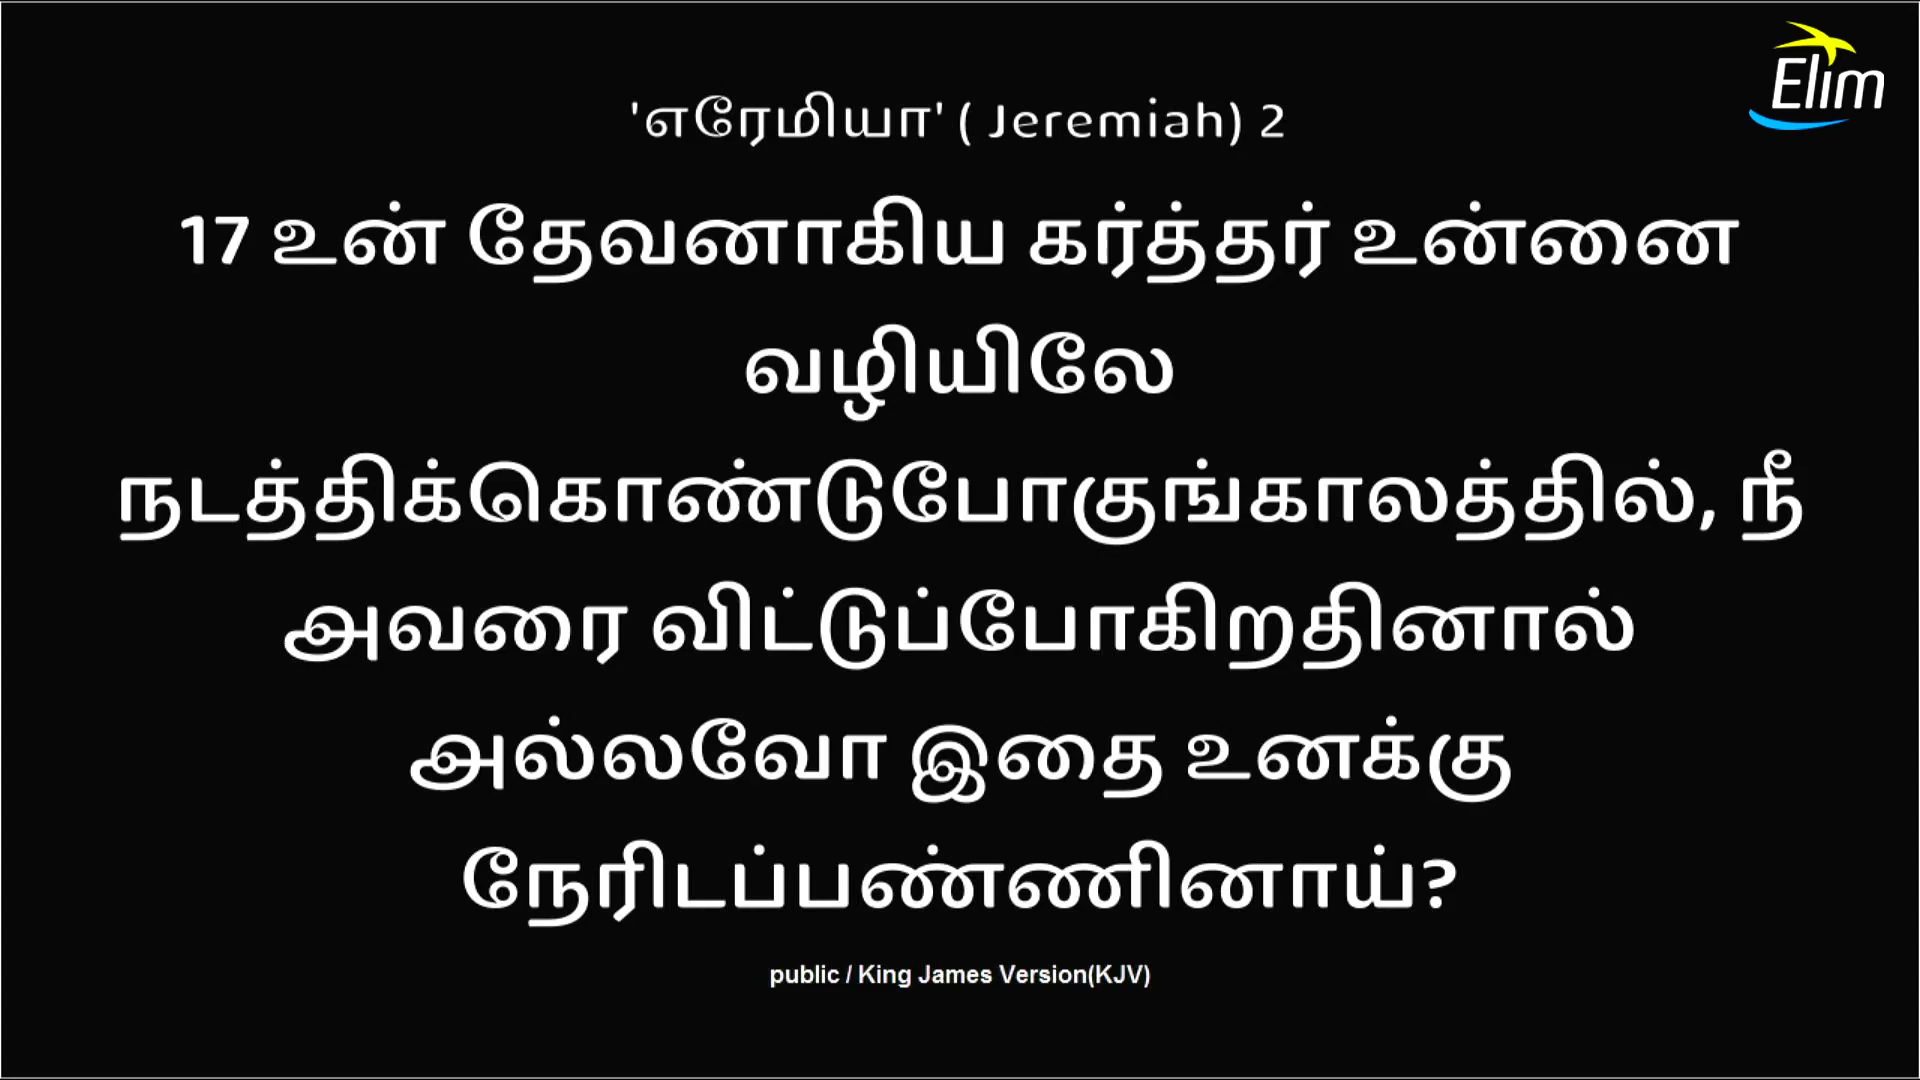 Elim
'எரேமியா' ( Jeremiah) 2
17 உன் தேவனாகிய கர்த்தர் உன்னை
வழியிலே
நடத்திக்கொண்டுபோகுங்காலத்தில், நீ
அவரை விட்டுப்போகிறதினால்
அல்லவோ இதை உனக்கு
நேரிடப்பண்ணினாய்?
public / King James Version(KJV)